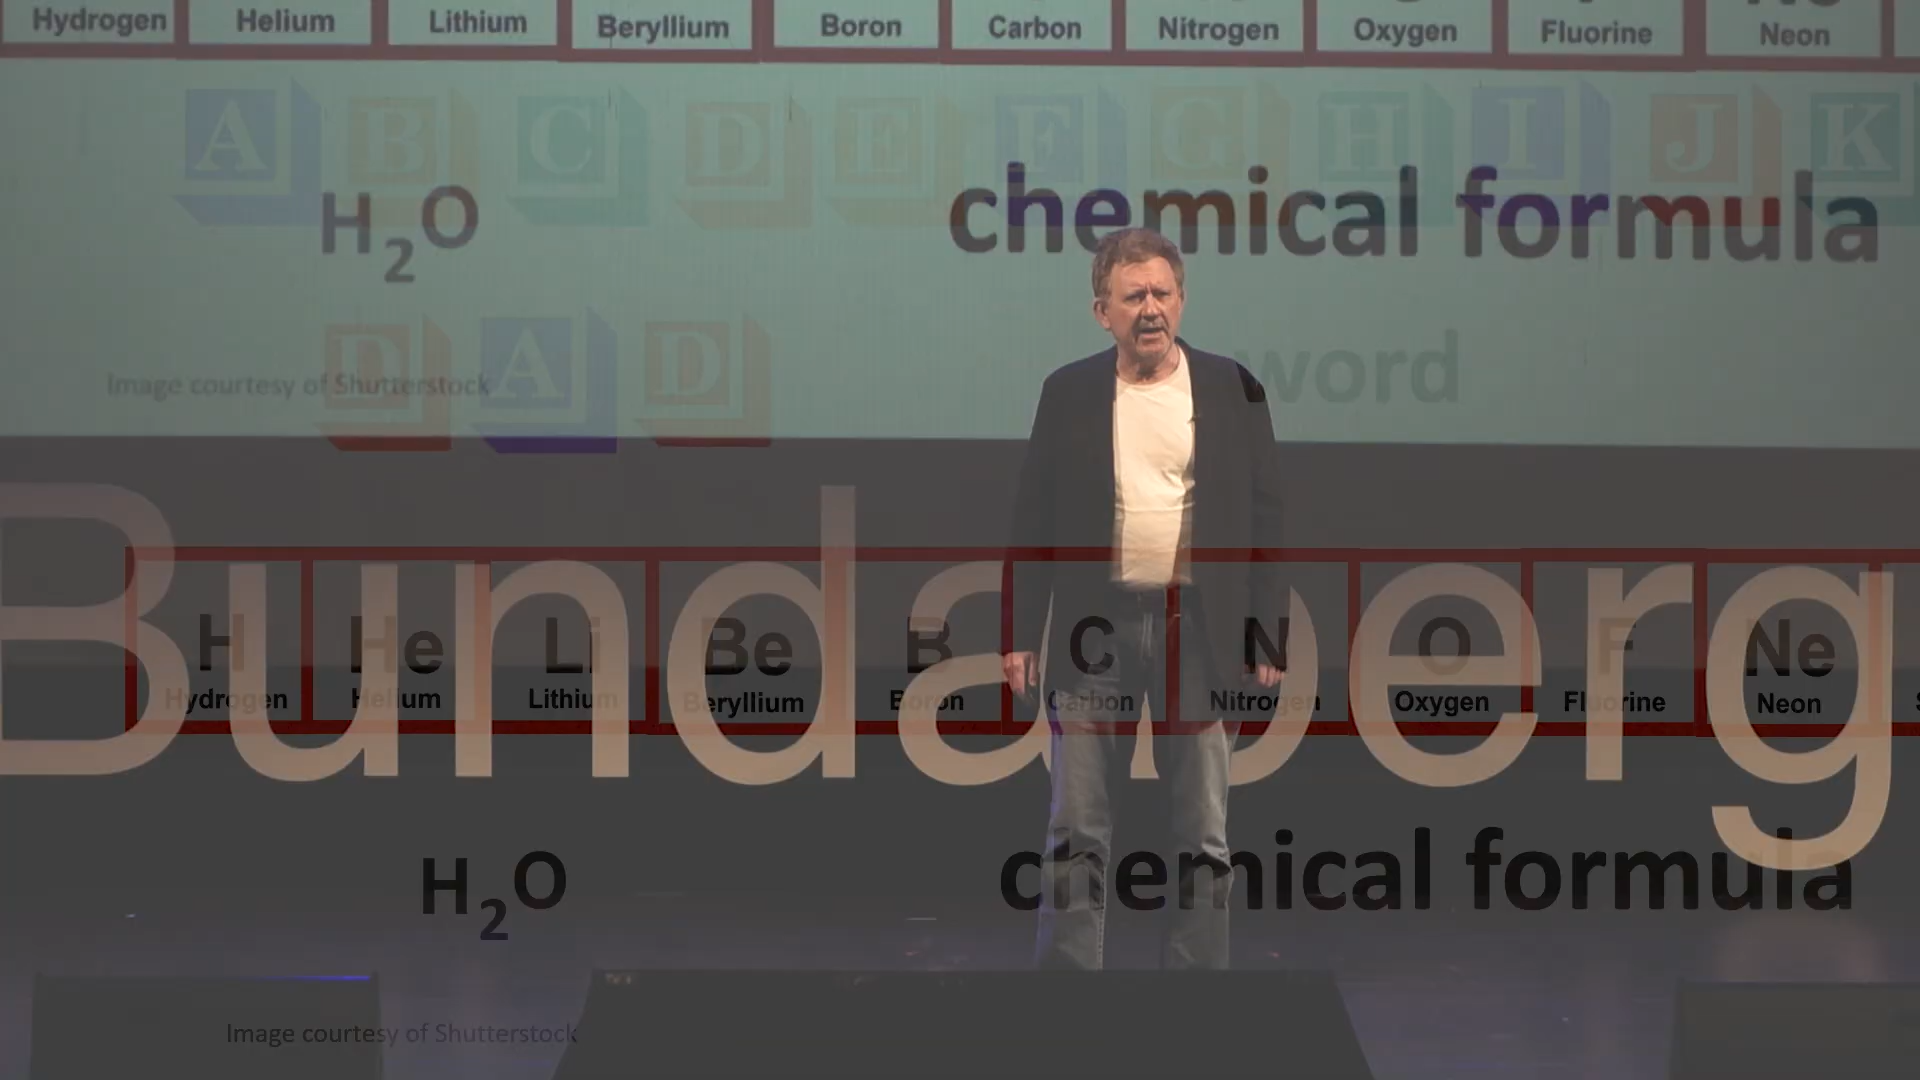 Hydrogen Helium Lithium Beryllium Boron Carbon Nitrogen Oxygen Fluorine Neon
A B C D E F G H I J K
H2O chemical formula
D A D word
Image courtesy of Shutterstock
Bundaberg
H He Li Be B C N O F Ne
Hydrogen Helium Lithium Beryllium Boron Carbon Nitrogen Oxygen Fluorine Neon
H2O chemical formula
Image courtesy of Shutterstock